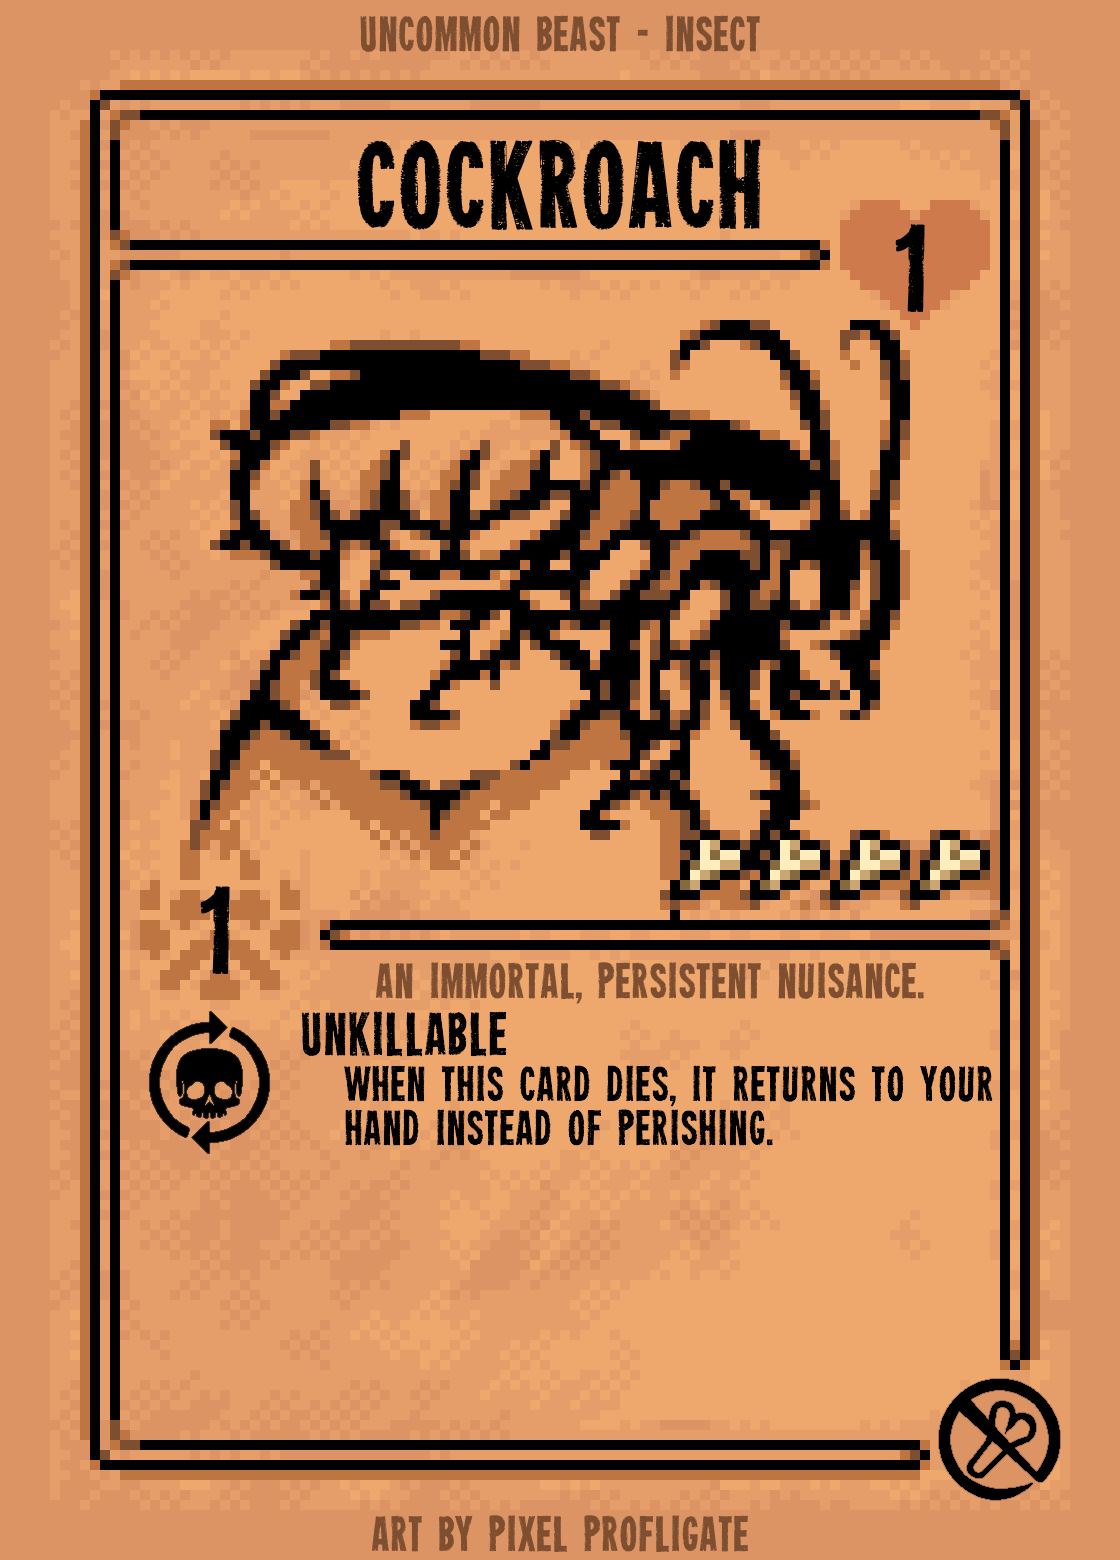 UNCOMMON BEAST - INSECT
COCKROACH
1
1
AN IMMORTAL, PERSISTENT NUISANCE.
UNKILLABLE
WHEN THIS CARD DIES, IT RETURNS TO YOUR
HAND INSTEAD OF PERISHING.
ART BY PIXEL PROFLIGATE